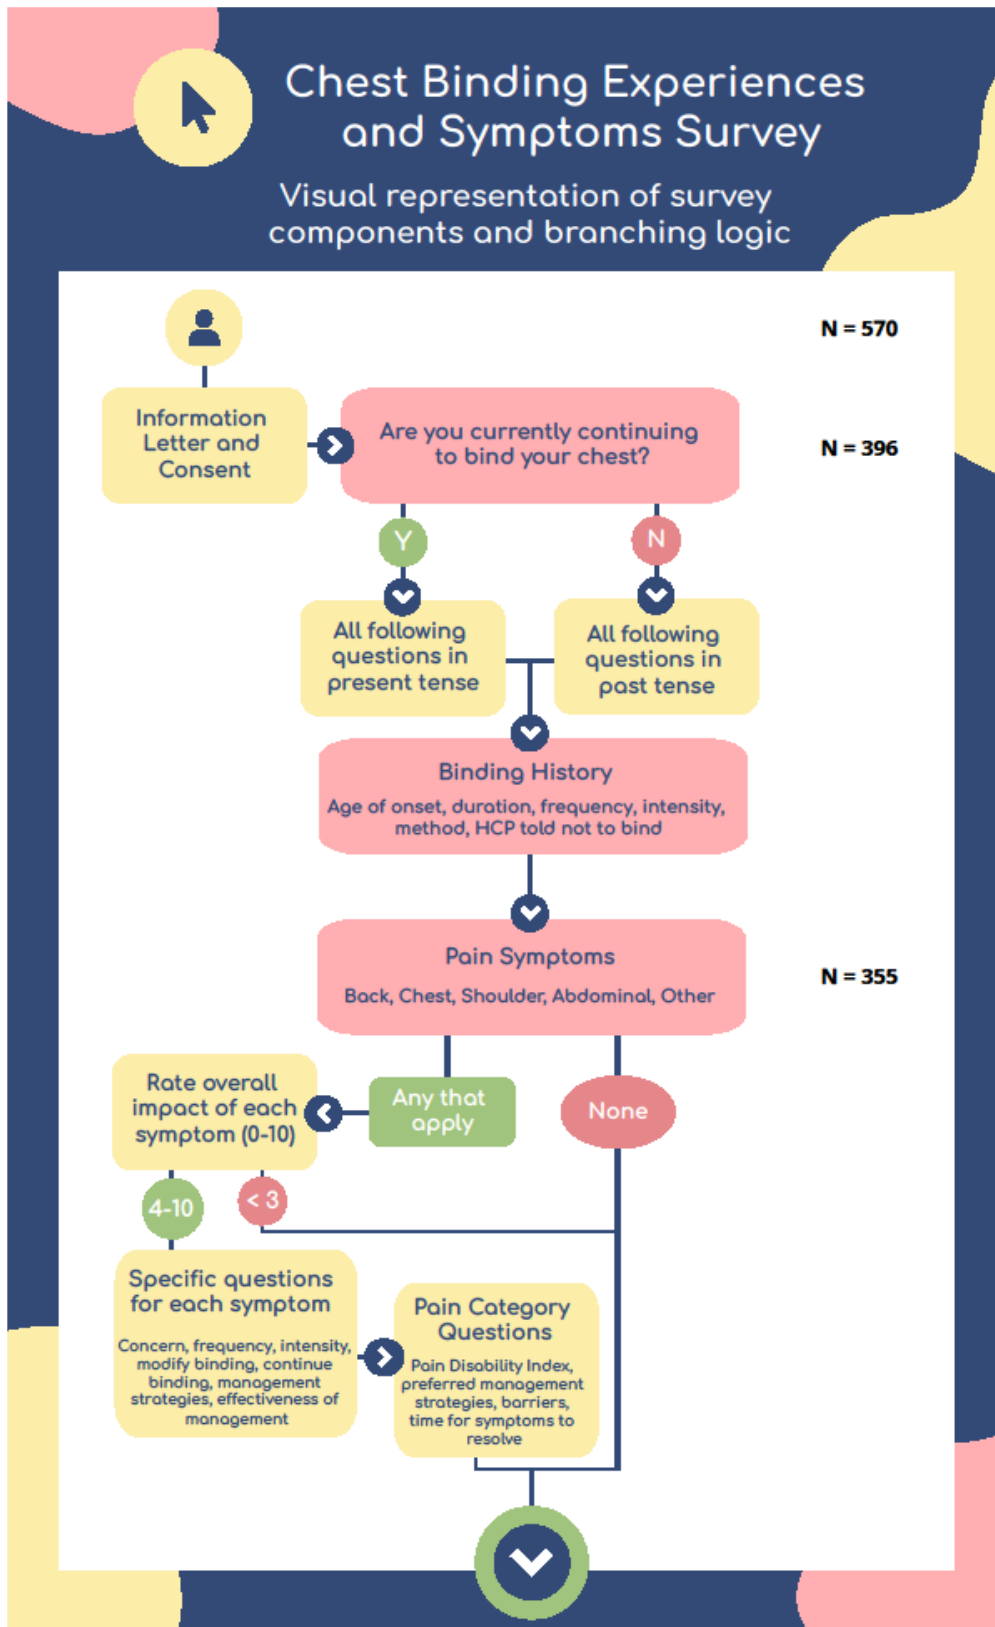 Chest Binding Experiences
and Symptoms Survey
Visual representation of survey
components and branching logic
N = 570
Information
Letter and
Consent
Are you currently continuing
to bind your chest?
N = 396
Y
N
All following
questions in
present tense
All following
questions in
past tense
Binding History
Age of onset, duration, frequency, intensity,
method, HCP told not to bind
Pain Symptoms
Back, Chest, Shoulder, Abdominal, Other
N = 355
Rate overall
impact of each
symptom (0-10)
Any that
apply
None
4-10
< 3
Specific questions
for each symptom
Concern, frequency, intensity,
modify binding, continue
binding, management
strategies, effectiveness of
management
Pain Category
Questions
Pain Disability Index,
preferred management
strategies, barriers,
time for symptoms to
resolve